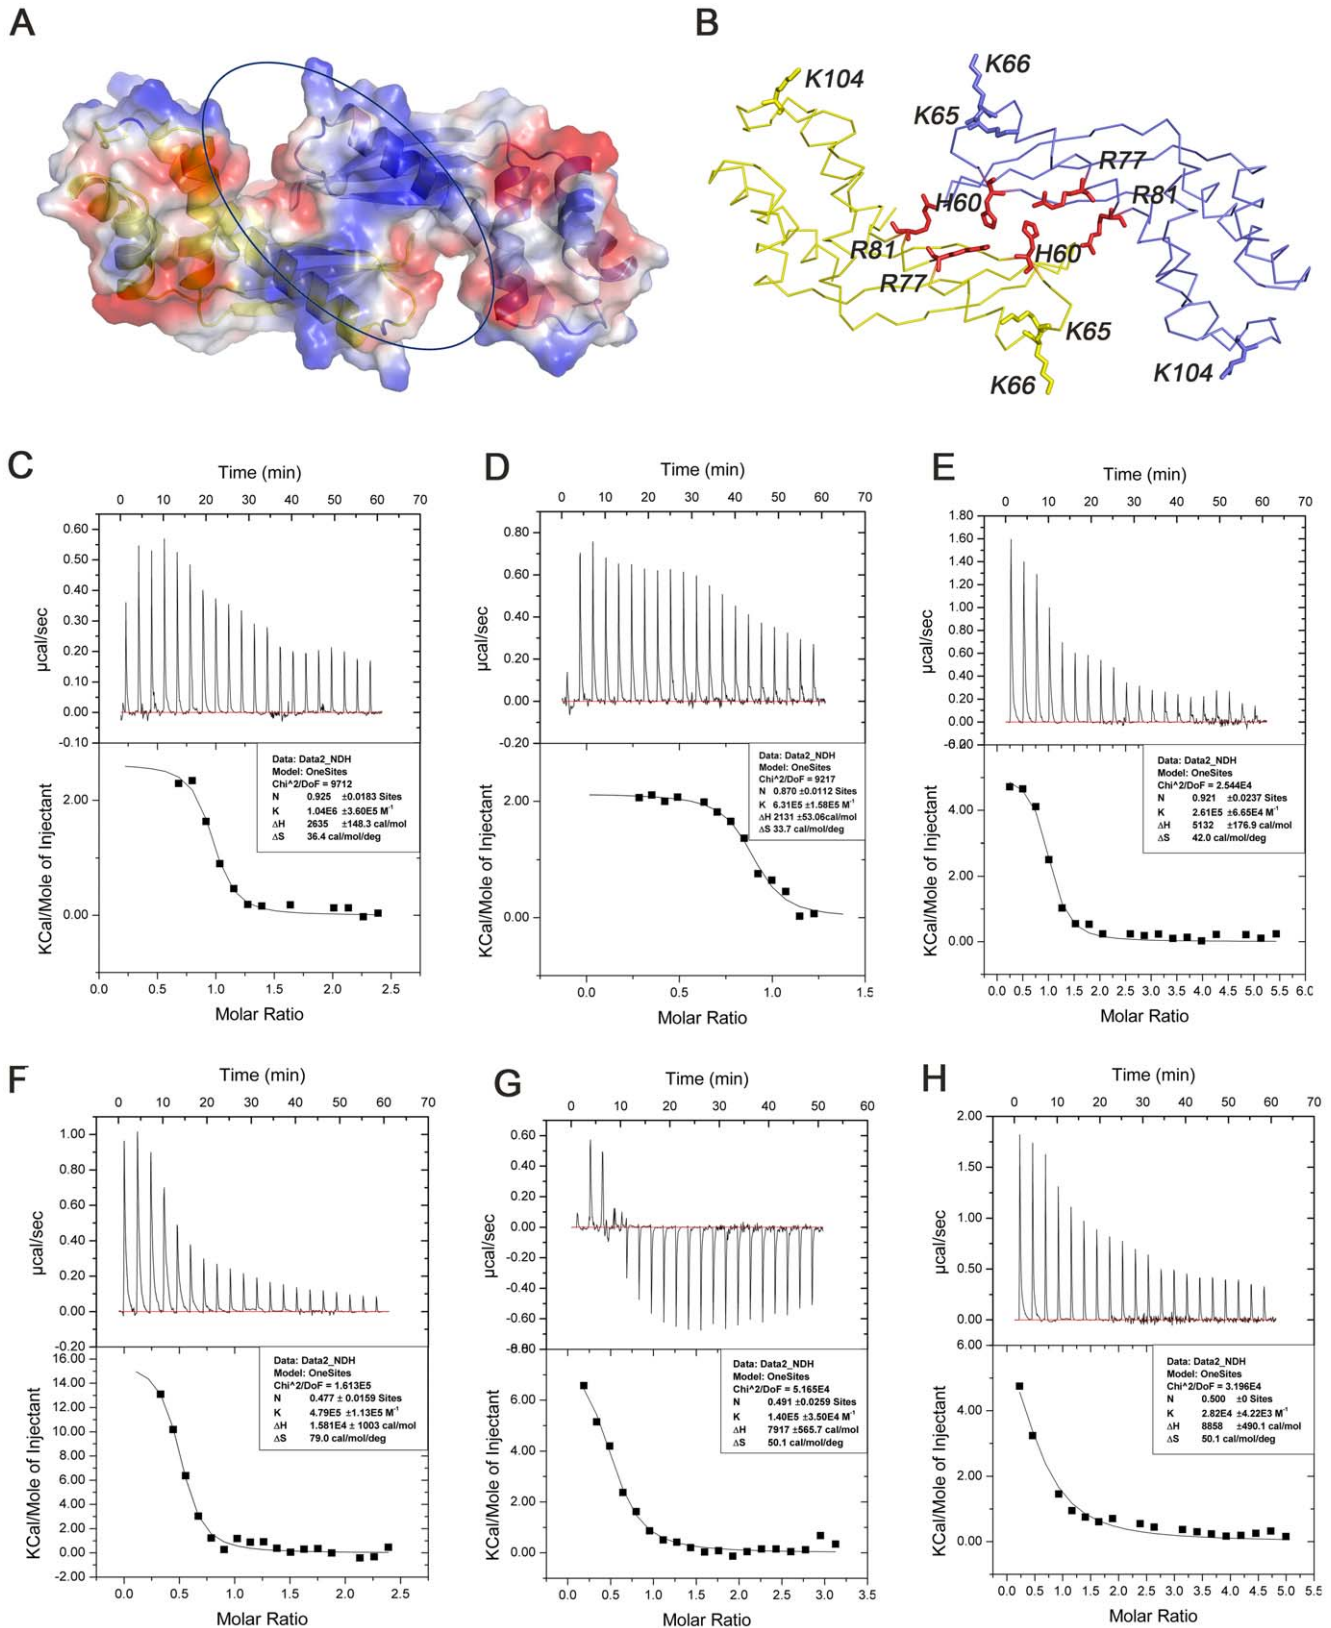 A
B
K104
K66
K65
R77
H60
R81
R81
H60
R77
K65
K66
K104
C
Time (min)
0 10 20 30 40 50 60 70
0.60
0.50
0.40
0.30
0.20
0.10
0.00
-0.10
µcal/sec
Data: Data2_NDH
Model: OneSites
Chi^2/DoF = 9712
N 0.925 ±0.0183 Sites
K 1.04E6 ±3.60E5 M⁻¹
ΔH 2635 ±148.3 cal/mol
ΔS 36.4 cal/mol/deg
2.00
0.00
KCal/Mole of Injectant
0.0 0.5 1.0 1.5 2.0 2.5
Molar Ratio
D
Time (min)
0 10 20 30 40 50 60 70
0.80
0.60
0.40
0.20
0.00
-0.20
µcal/sec
Data: Data2_NDH
Model: OneSites
Chi^2/DoF = 9217
N 0.870 ±0.0112 Sites
K 6.31E5 ±1.58E5 M⁻¹
ΔH 2131 ±53.06cal/mol
ΔS 33.7 cal/mol/deg
2.00
0.00
KCal/Mole of Injectant
0.0 0.5 1.0 1.5
Molar Ratio
E
Time (min)
0 10 20 30 40 50 60 70
1.80
1.60
1.40
1.20
1.00
0.80
0.60
0.40
0.20
0.00
µcal/sec
Data: Data2_NDH
Model: OneSites
Chi^2/DoF = 2.544E4
N 0.921 ±0.0237 Sites
K 2.61E5 ±6.65E4 M⁻¹
ΔH 5132 ±176.9 cal/mol
ΔS 42.0 cal/mol/deg
4.00
2.00
0.00
KCal/Mole of Injectant
0.0 0.5 1.0 1.5 2.0 2.5 3.0 3.5 4.0 4.5 5.0 5.5 6.0
Molar Ratio
F
Time (min)
0 10 20 30 40 50 60 70
1.00
0.80
0.60
0.40
0.20
0.00
-0.20
µcal/sec
Data: Data2_NDH
Model: OneSites
Chi^2/DoF = 1.613E5
N 0.477 ± 0.0159 Sites
K 4.79E5 ±1.13E5 M⁻¹
ΔH 1.581E4 ± 1003 cal/mol
ΔS 79.0 cal/mol/deg
16.00
14.00
12.00
10.00
8.00
6.00
4.00
2.00
0.00
-2.00
KCal/Mole of Injectant
0.0 0.5 1.0 1.5 2.0 2.5
Molar Ratio
G
Time (min)
0 10 20 30 40 50 60
0.60
0.40
0.20
0.00
-0.20
-0.40
-0.60
µcal/sec
Data: Data2_NDH
Model: OneSites
Chi^2/DoF = 5.165E4
N 0.491 ±0.0259 Sites
K 1.40E5 ±3.50E4 M⁻¹
ΔH 7917 ±565.7 cal/mol
ΔS 50.1 cal/mol/deg
6.00
4.00
2.00
0.00
KCal/Mole of Injectant
0.0 0.5 1.0 1.5 2.0 2.5 3.0 3.5
Molar Ratio
H
Time (min)
0 10 20 30 40 50 60 70
2.00
1.50
1.00
0.50
0.00
µcal/sec
Data: Data2_NDH
Model: OneSites
Chi^2/DoF = 3.196E4
N 0.500 ±0 Sites
K 2.82E4 ±4.22E3 M⁻¹
ΔH 8858 ±490.1 cal/mol
ΔS 50.1 cal/mol/deg
6.00
4.00
2.00
0.00
KCal/Mole of Injectant
0.0 0.5 1.0 1.5 2.0 2.5 3.0 3.5 4.0 4.5 5.0 5.5
Molar Ratio